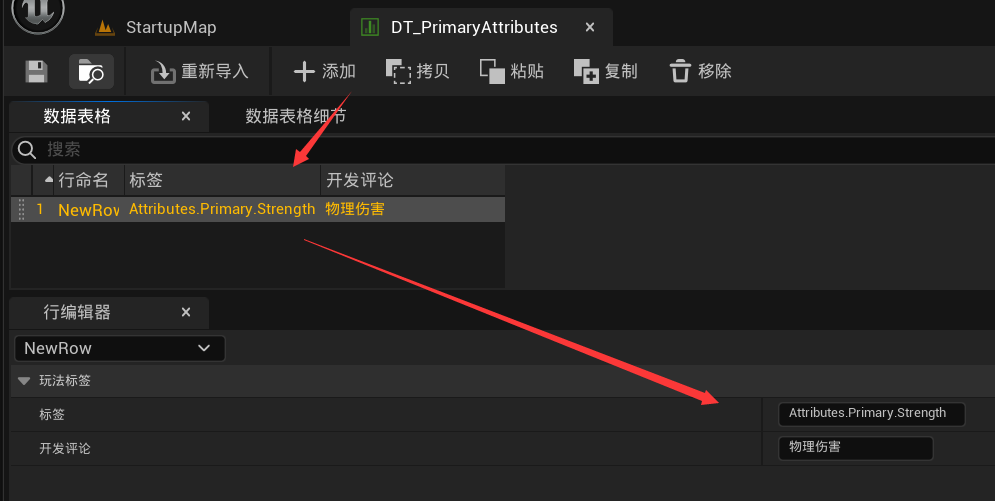 StartupMap
DT_PrimaryAttributes
重新导入
添加
拷贝
粘贴
复制
移除
数据表格
数据表格细节
搜索
行命名 标签 开发评论
1 NewRow Attributes.Primary.Strength 物理伤害
行编辑器
NewRow
玩法标签
标签 Attributes.Primary.Strength
开发评论 物理伤害